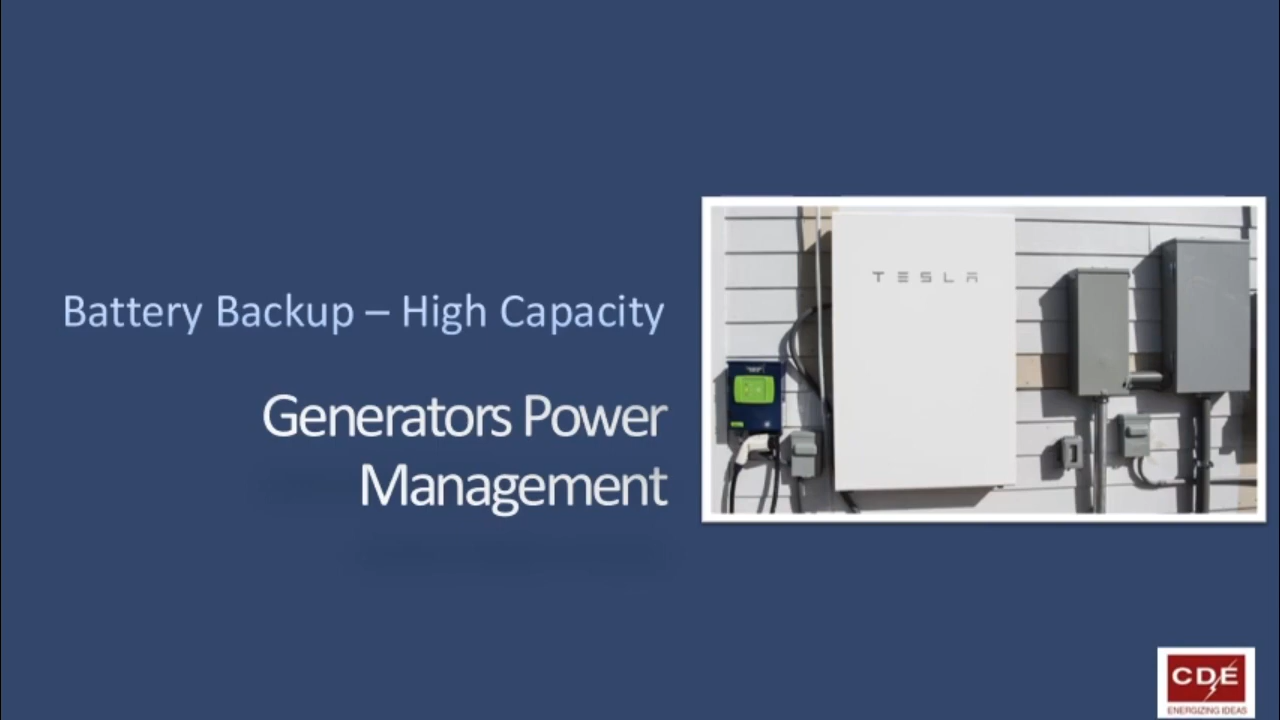 Battery Backup – High Capacity
Generators Power
Management
TESLA
CDE
ENERGIZING IDEAS